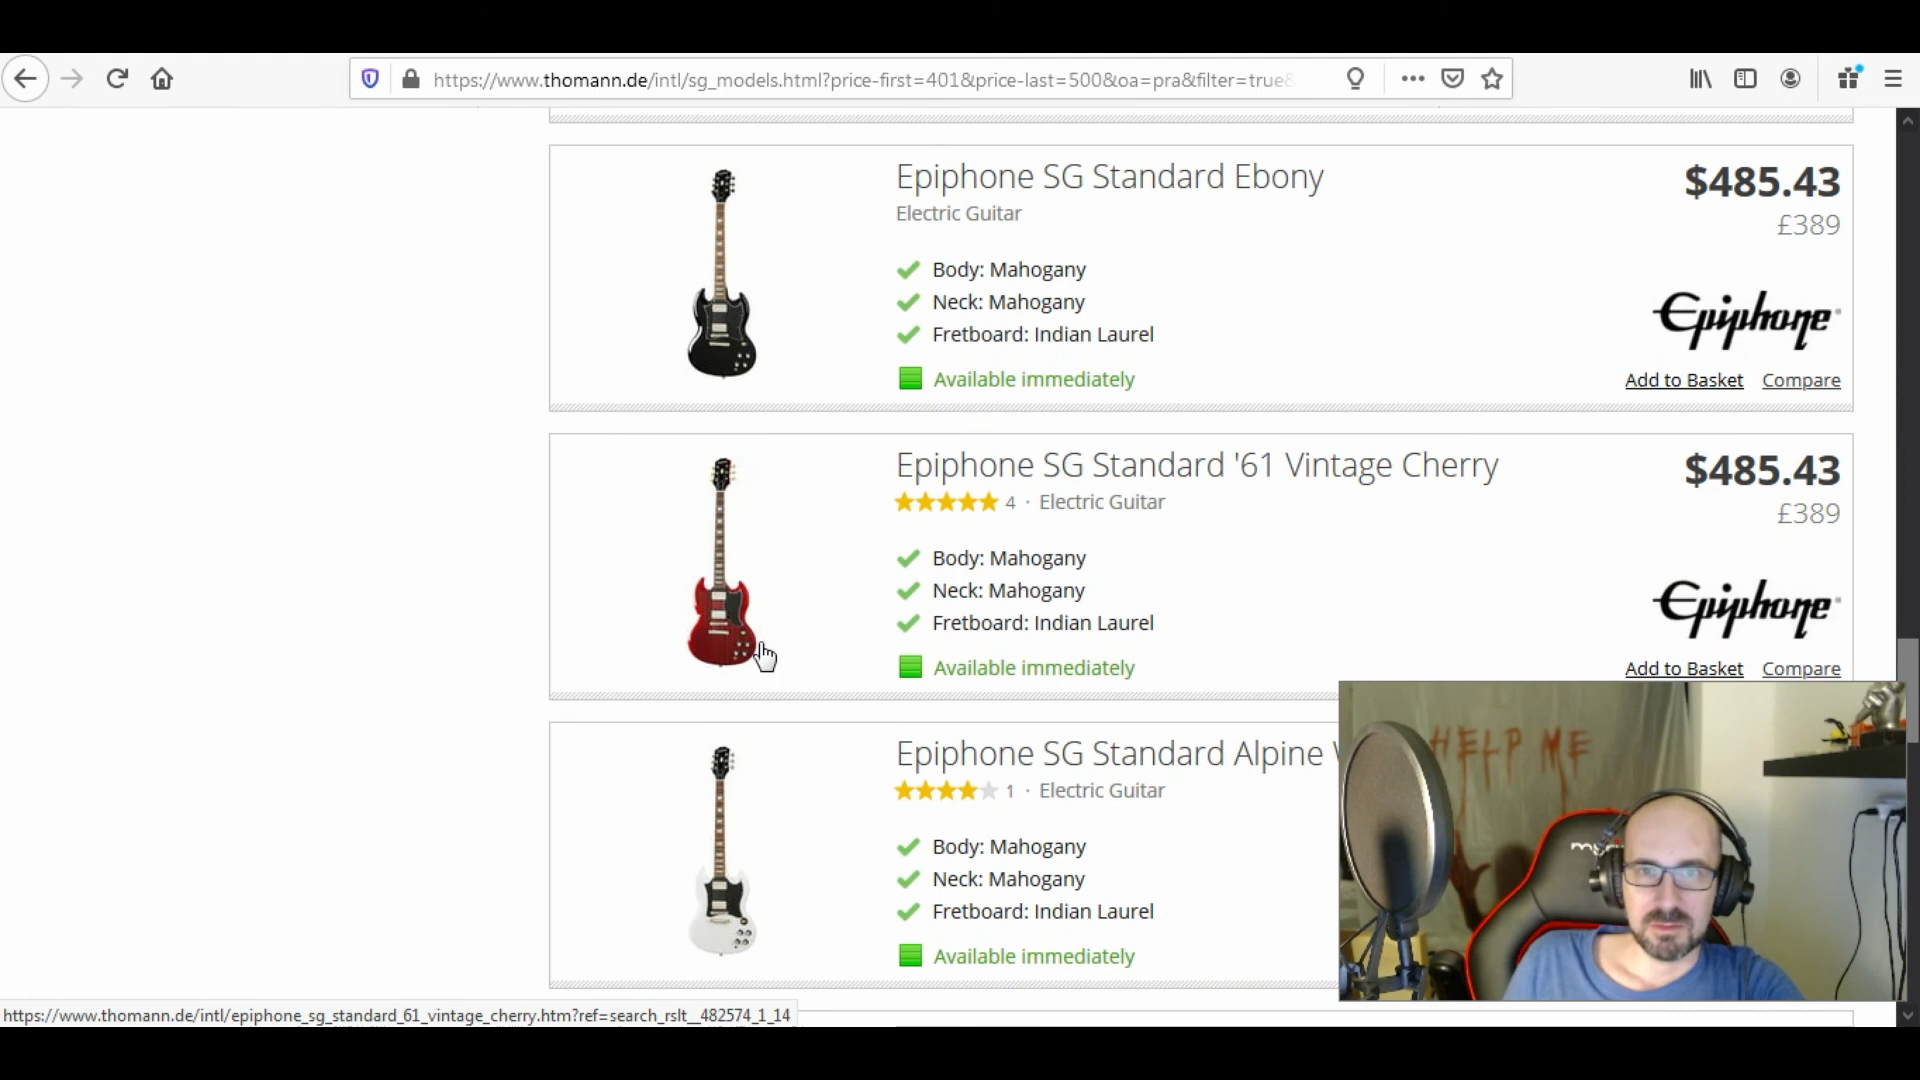 https://www.thomann.de/intl/sg_models.html?price-first=401&price-last=500&oa=pra&filter=true&
Epiphone SG Standard Ebony
$485.43
Electric Guitar
£389
Body: Mahogany
Neck: Mahogany
Fretboard: Indian Laurel
Epiphone
Available immediately
Add to Basket Compare
Epiphone SG Standard '61 Vintage Cherry
$485.43
4 · Electric Guitar
£389
Body: Mahogany
Neck: Mahogany
Fretboard: Indian Laurel
Epiphone
Available immediately
Add to Basket Compare
Epiphone SG Standard Alpine
1 · Electric Guitar
Body: Mahogany
Neck: Mahogany
Fretboard: Indian Laurel
Available immediately
HELP ME
https://www.thomann.de/intl/epiphone_sg_standard_61_vintage_cherry.htm?ref=search_rslt__482574_1_14